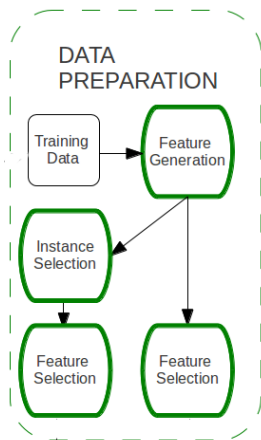 DATA
PREPARATION
Training
Data
Feature
Generation
Instance
Selection
Feature
Selection
Feature
Selection